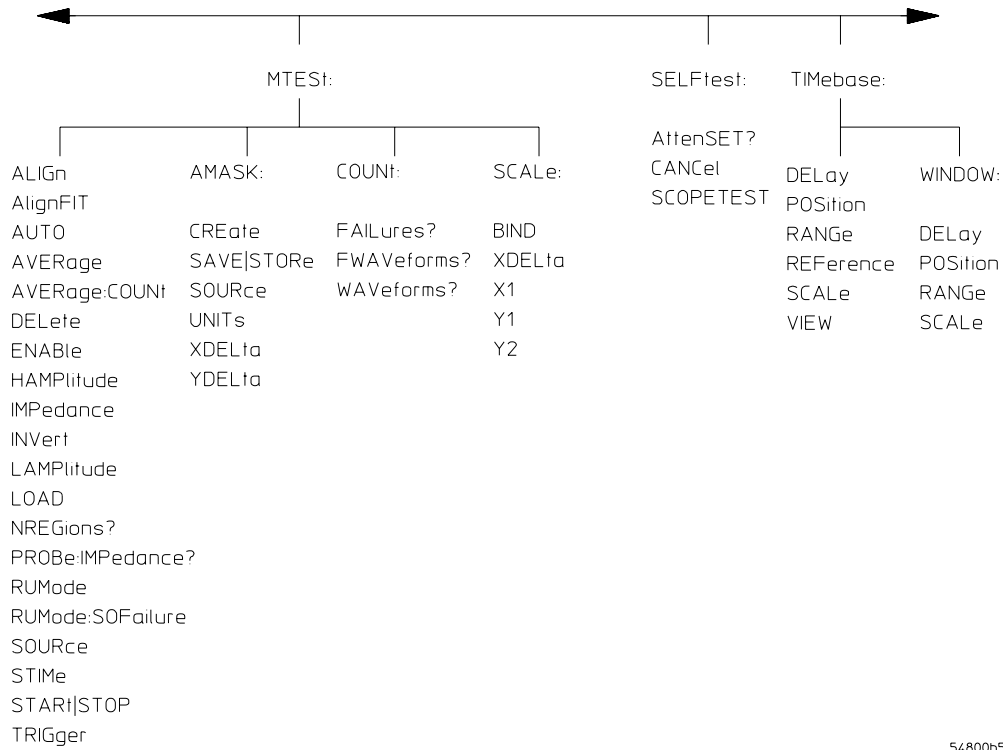 MTESt:
SELFtest:
TIMebase:
ALIGn
AlignFIT
AUTO
AVERage
AVERage:COUNt
DELete
ENABle
HAMPlitude
IMPedance
INVert
LAMPlitude
LOAD
NREGions?
PROBe:IMPedance?
RUMode
RUMode:SOFailure
SOURce
STIMe
STARt|STOP
TRIGger
AMASK:
CREate
SAVE|STORe
SOURce
UNITs
XDELta
YDELta
COUNt:
FAILures?
FWAVeforms?
WAVeforms?
SCALe:
BIND
XDELta
X1
Y1
Y2
AttenSET?
CANCel
SCOPETEST
DELay
POSition
RANGe
REFerence
SCALe
VIEW
WINDOW:
DELay
POSition
RANGe
SCALe
54800b5